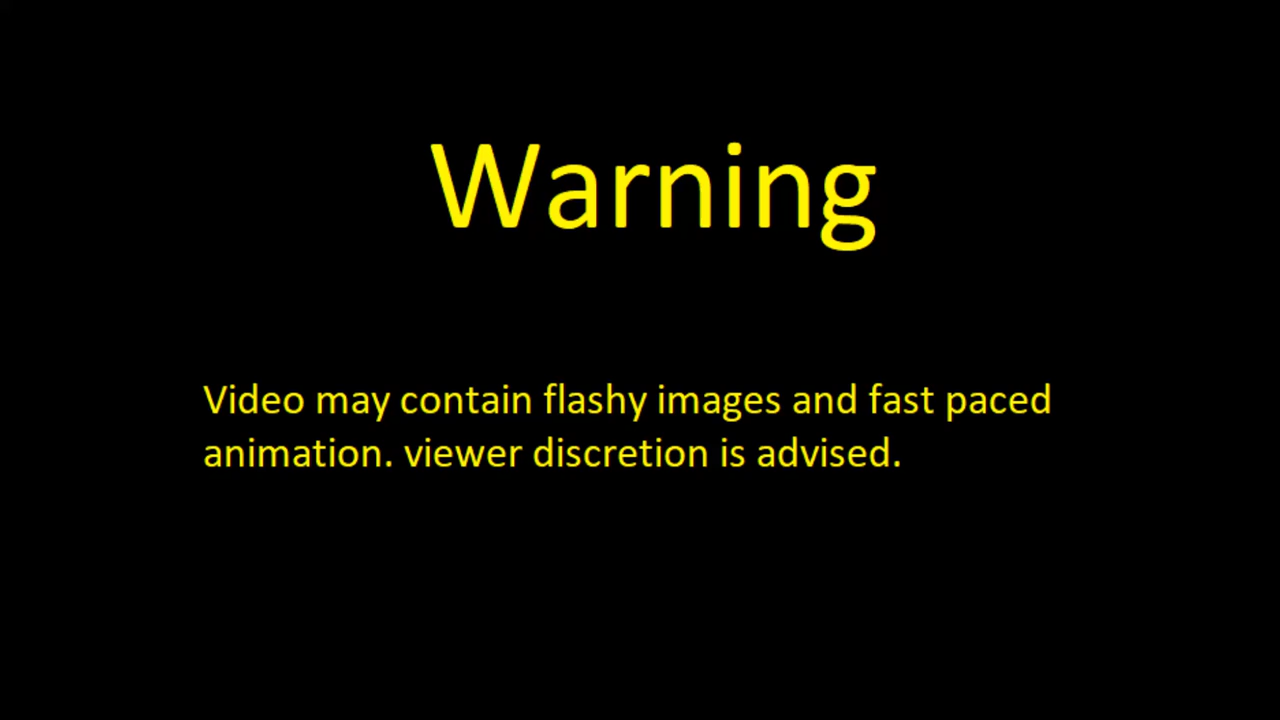 Warning
Video may contain flashy images and fast paced
animation. viewer discretion is advised.